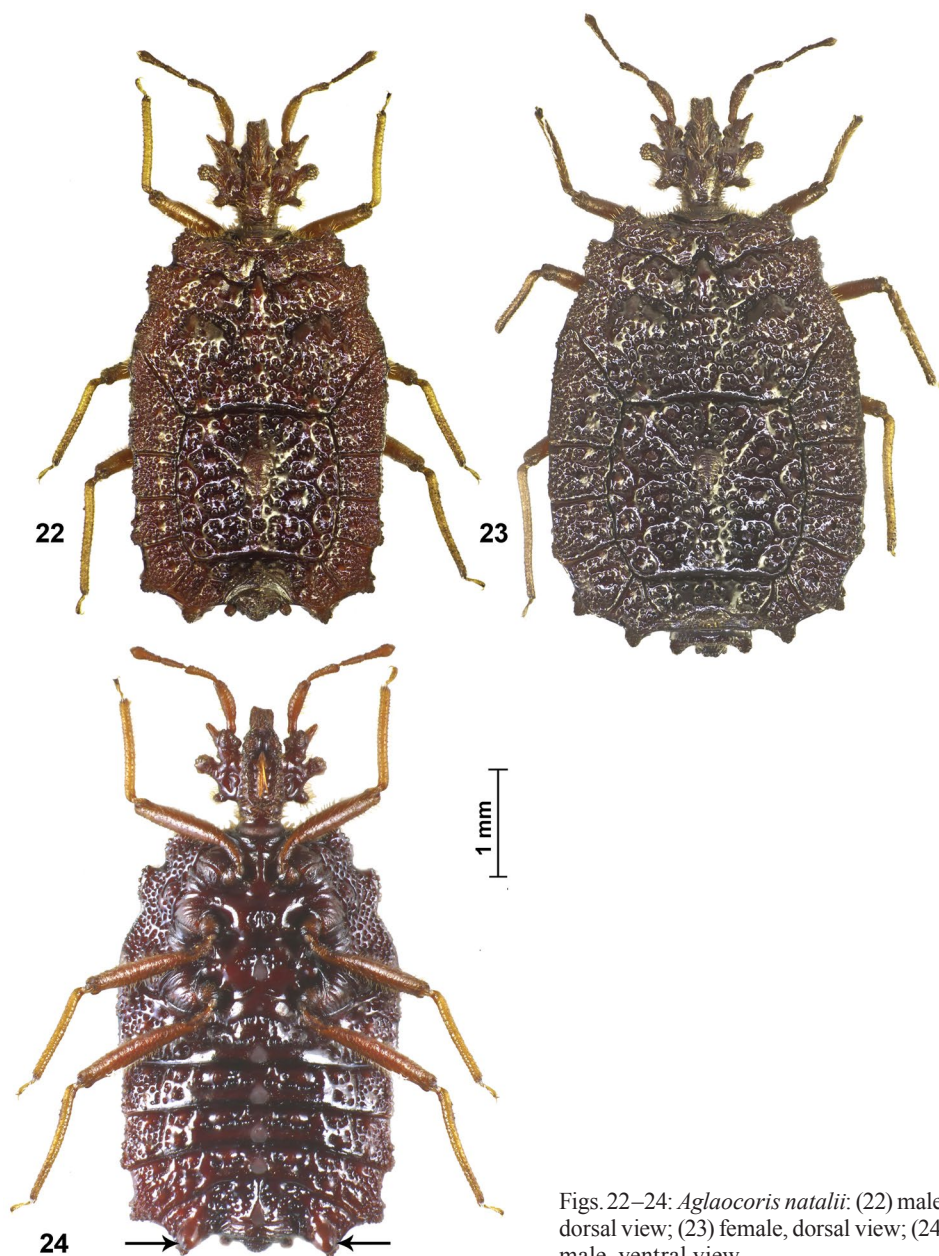 22
23
1 mm
24
Figs. 22–24: Aglaocoris natalii: (22) male
dorsal view; (23) female, dorsal view; (24
male, ventral view